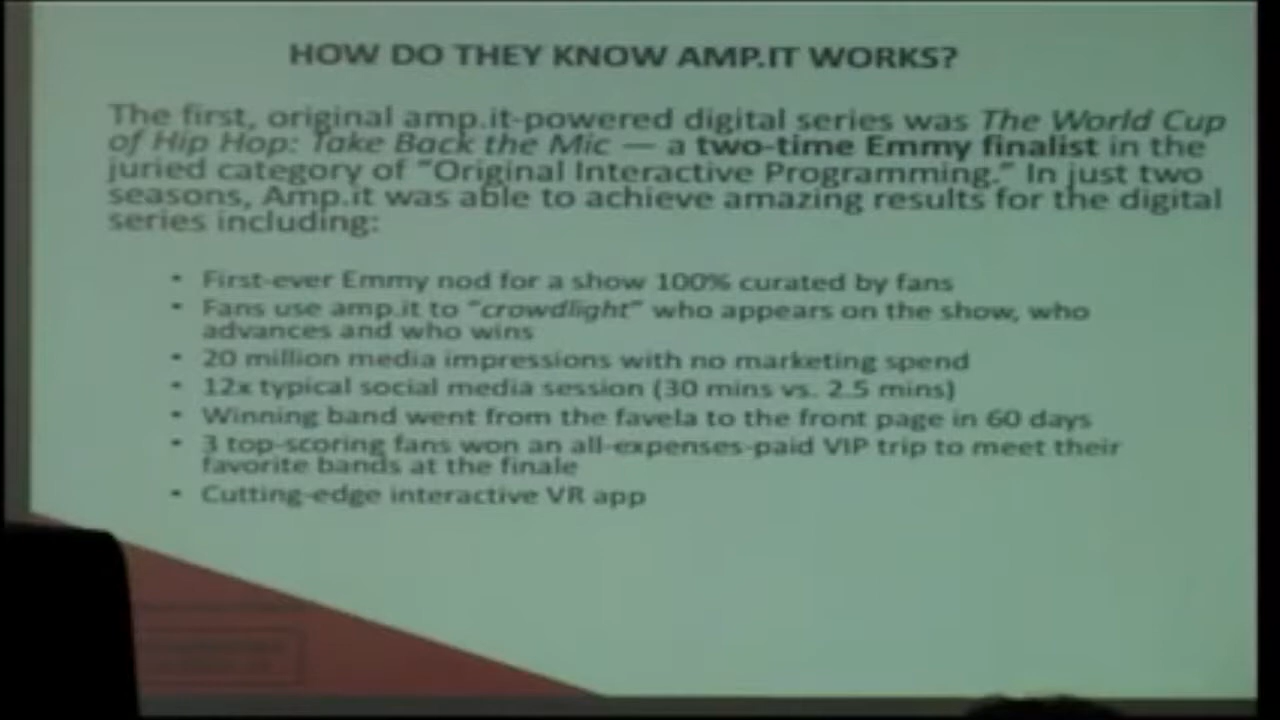 HOW DO THEY KNOW AMP.IT WORKS?
The first, original amp.it-powered digital series was The World Cup
of Hip Hop: Take Back the Mic — a two-time Emmy finalist in the
juried category of "Original Interactive Programming." In just two
seasons, Amp.it was able to achieve amazing results for the digital
series including:
• First-ever Emmy nod for a show 100% curated by fans
• Fans use amp.it to "crowdlight" who appears on the show, who
advances and who wins
• 20 million media impressions with no marketing spend
• 12x typical social media session (30 mins vs. 2.5 mins)
• Winning band went from the favela to the front page in 60 days
• 3 top-scoring fans won an all-expenses-paid VIP trip to meet their
favorite bands at the finale
• Cutting-edge interactive VR app